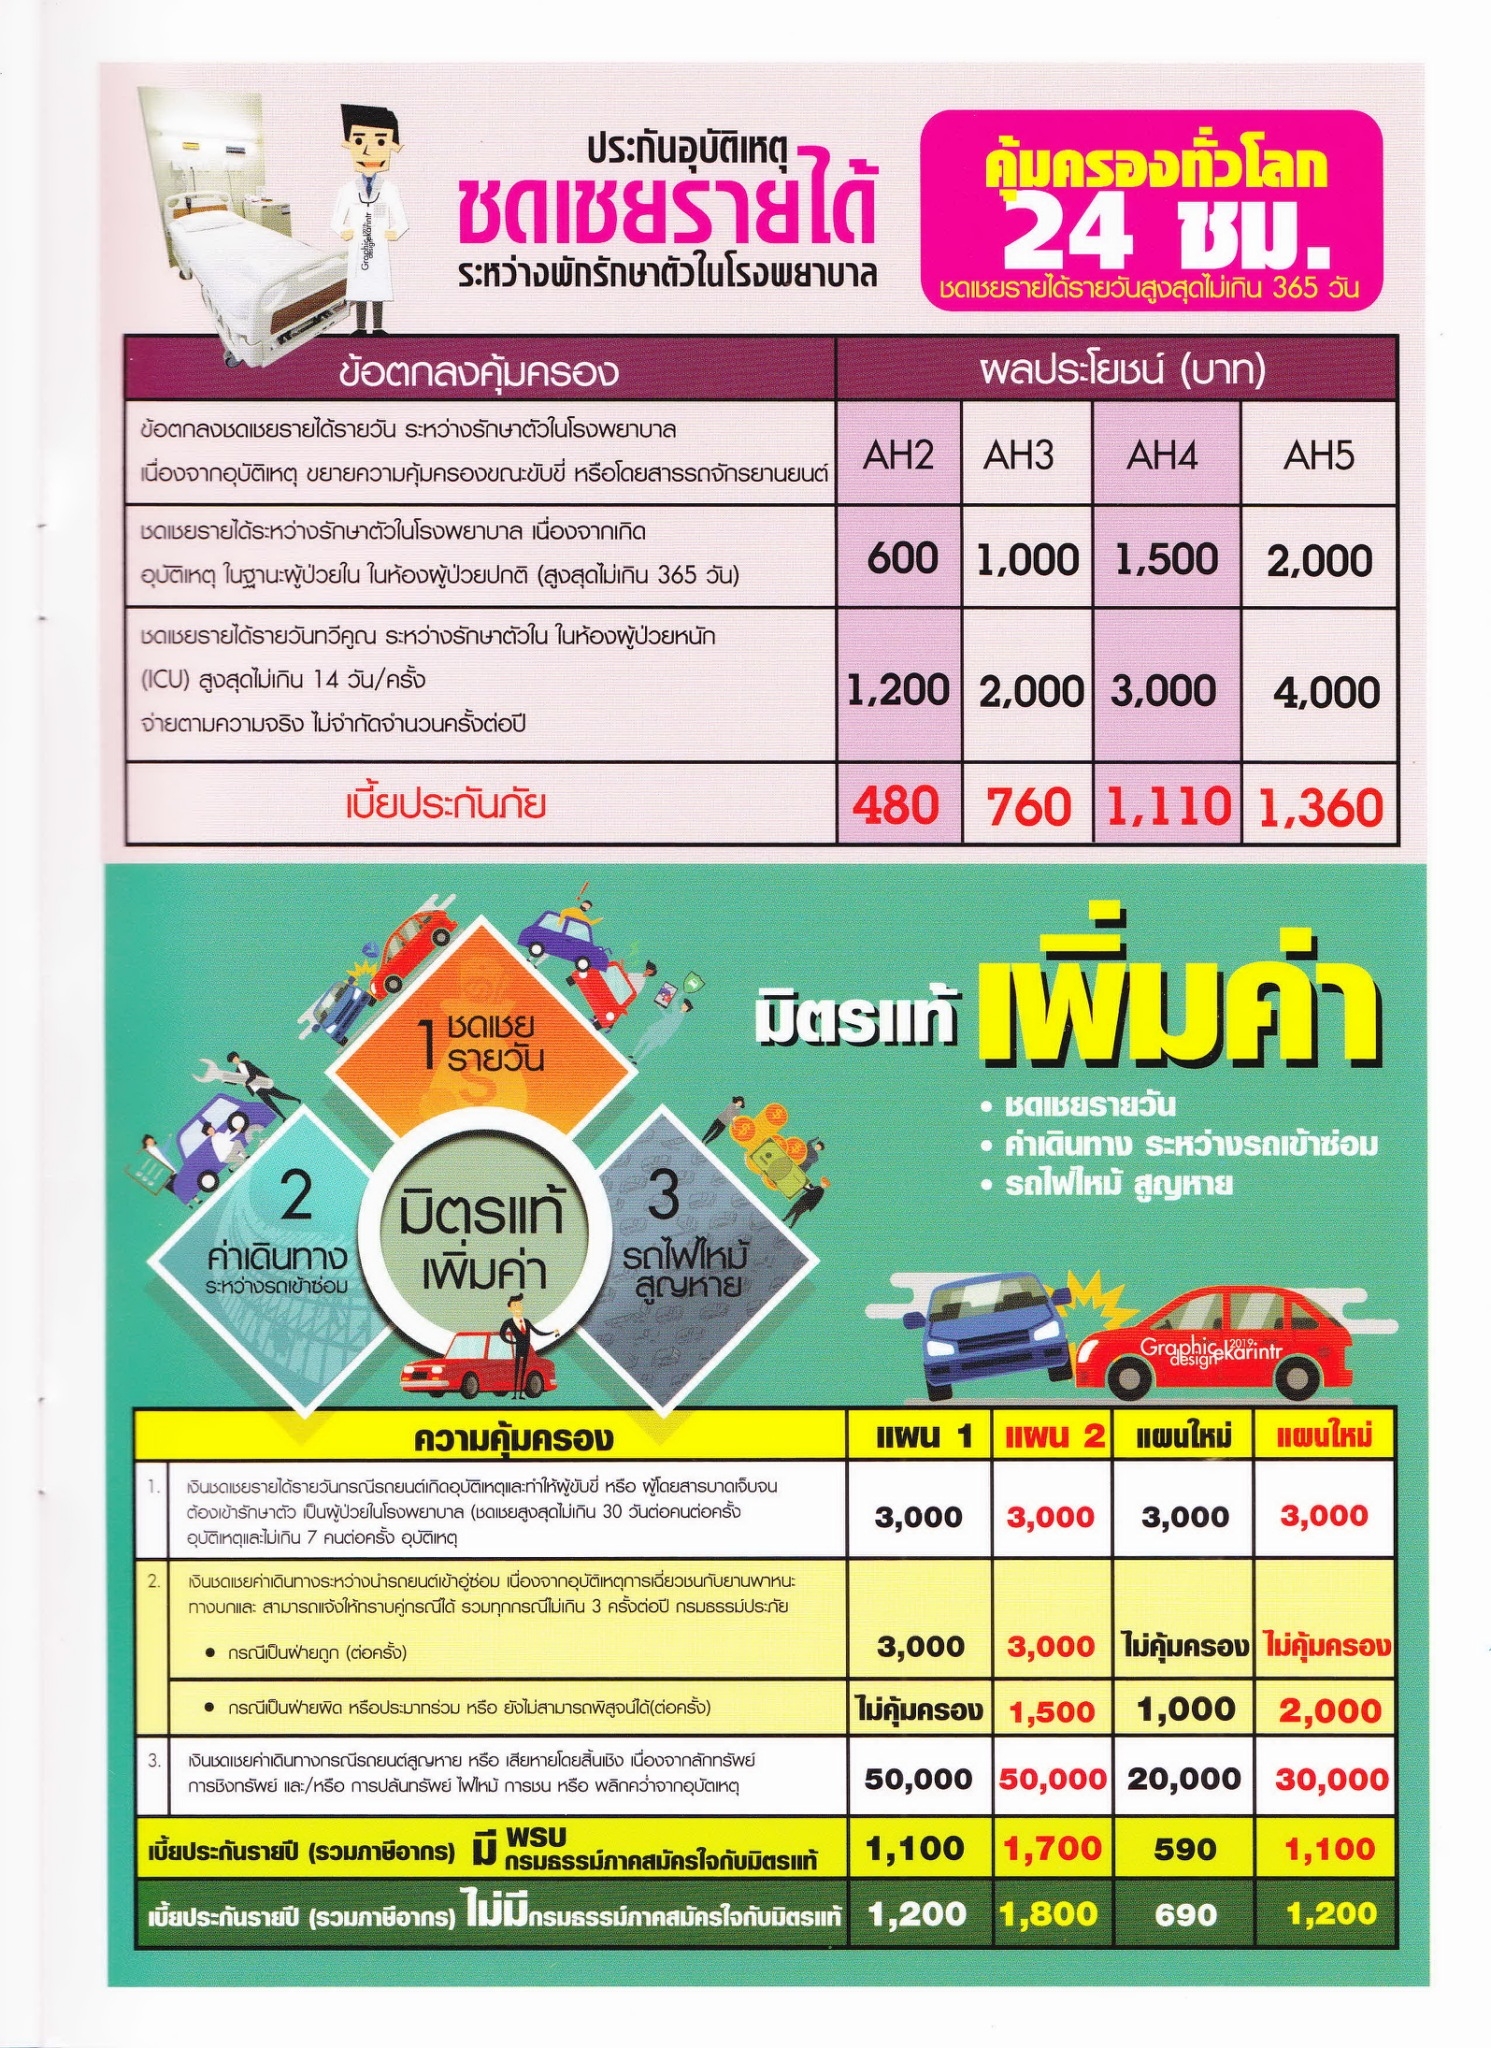 ประกันอุบัติเหตุ
ชดเชยรายได้
ระหว่างพักรักษาตัวในโรงพยาบาล
คุ้มครองทั่วโลก
24 ชม.
ชดเชยรายได้รายวันสูงสุดไม่เกิน 365 วัน
Graphic design ekarintr
ข้อตกลงคุ้มครอง ผลประโยชน์ (บาท)
ข้อตกลงชดเชยรายได้รายวัน ระหว่างรักษาตัวในโรงพยาบาล
เนื่องจากอุบัติเหตุ ขยายความคุ้มครองขณะขับขี่ หรือโดยสารรถจักรยานยนต์
AH2 AH3 AH4 AH5
ชดเชยรายได้ระหว่างรักษาตัวในโรงพยาบาล เนื่องจากเกิด
อุบัติเหตุ ในฐานะผู้ป่วยใน ในห้องผู้ป่วยปกติ (สูงสุดไม่เกิน 365 วัน)
600 1,000 1,500 2,000
ชดเชยรายได้รายวันทวีคูณ ระหว่างรักษาตัวใน ในห้องผู้ป่วยหนัก
(ICU) สูงสุดไม่เกิน 14 วัน/ครั้ง
จ่ายตามความจริง ไม่จำกัดจำนวนครั้งต่อปี
1,200 2,000 3,000 4,000
เบี้ยประกันภัย 480 760 1,110 1,360
1 ชดเชย
รายวัน
2
ค่าเดินทาง
ระหว่างรถเข้าซ่อม
มิตรแท้
เพิ่มค่า
3
รถไฟไหม้
สูญหาย
มิตรแท้ เพิ่มค่า
• ชดเชยรายวัน
• ค่าเดินทาง ระหว่างรถเข้าซ่อม
• รถไฟไหม้ สูญหาย
Graphic 2019
design ekarintr
ความคุ้มครอง แผน 1 แผน 2 แผนใหม่ แผนใหม่
1. เงินชดเชยรายได้รายวันกรณีรถยนต์เกิดอุบัติเหตุและทำให้ผู้ขับขี่ หรือ ผู้โดยสารบาดเจ็บจน
ต้องเข้ารักษาตัว เป็นผู้ป่วยในโรงพยาบาล (ชดเชยสูงสุดไม่เกิน 30 วันต่อคนต่อครั้ง
อุบัติเหตุและไม่เกิน 7 คนต่อครั้ง อุบัติเหตุ
3,000 3,000 3,000 3,000
2. เงินชดเชยค่าเดินทางระหว่างนำรถยนต์เข้าอู่ซ่อม เนื่องจากอุบัติเหตุการเฉี่ยวชนกับยานพาหนะ
ทางบกและ สามารถแจ้งให้ทราบคู่กรณีได้ รวมทุกกรณีไม่เกิน 3 ครั้งต่อปี กรมธรรม์ประภัย
• กรณีเป็นฝ่ายถูก (ต่อครั้ง) 3,000 3,000 ไม่คุ้มครอง ไม่คุ้มครอง
• กรณีเป็นฝ่ายผิด หรือประมาทร่วม หรือ ยังไม่สามารถพิสูจน์ได้(ต่อครั้ง) ไม่คุ้มครอง 1,500 1,000 2,000
3. เงินชดเชยค่าเดินทางกรณีรถยนต์สูญหาย หรือ เสียหายโดยสิ้นเชิง เนื่องจากลักทรัพย์
การชิงทรัพย์ และ/หรือ การปล้นทรัพย์ ไฟไหม้ การชน หรือ พลิกคว่ำจากอุบัตเหตุ
50,000 50,000 20,000 30,000
เบี้ยประกันรายปี (รวมภาษีอากร) มี พรบ
กรมธรรม์ภาคสมัครใจกับมิตรแท้
1,100 1,700 590 1,100
เบี้ยประกันรายปี (รวมภาษีอากร) ไม่มีกรมธรรม์ภาคสมัครใจกับมิตรแท้ 1,200 1,800 690 1,200